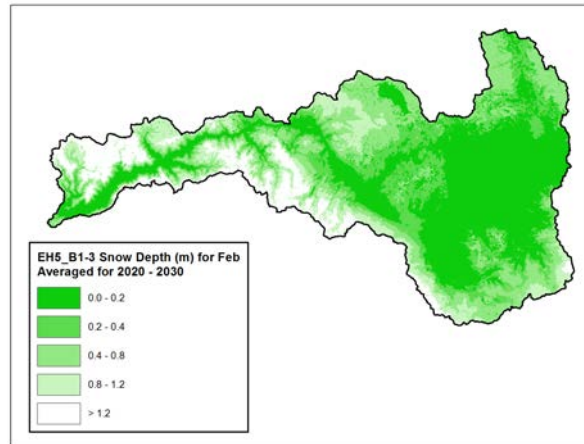 EH5_B1-3 Snow Depth (m) for Feb
Averaged for 2020 - 2030
0.0 - 0.2
0.2 - 0.4
0.4 - 0.8
0.8 - 1.2
> 1.2